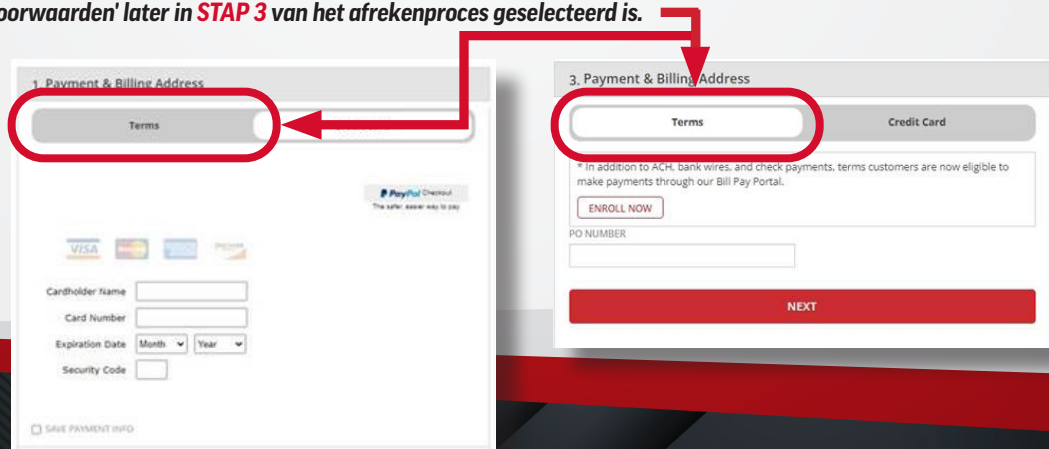 oorwaarden' later in STAP 3 van het afrekenproces geselecteerd is.
1. Payment & Billing Address
Terms
PayPal Checkout
The safer, easier way to pay
VISA
DISCOVER
Cardholder Name
Card Number
Expiration Date Month Year
Security Code
SAVE PAYMENT INFO
3. Payment & Billing Address
Terms Credit Card
* In addition to ACH, bank wires, and check payments, terms customers are now eligible to
make payments through our Bill Pay Portal.
ENROLL NOW
PO NUMBER
NEXT